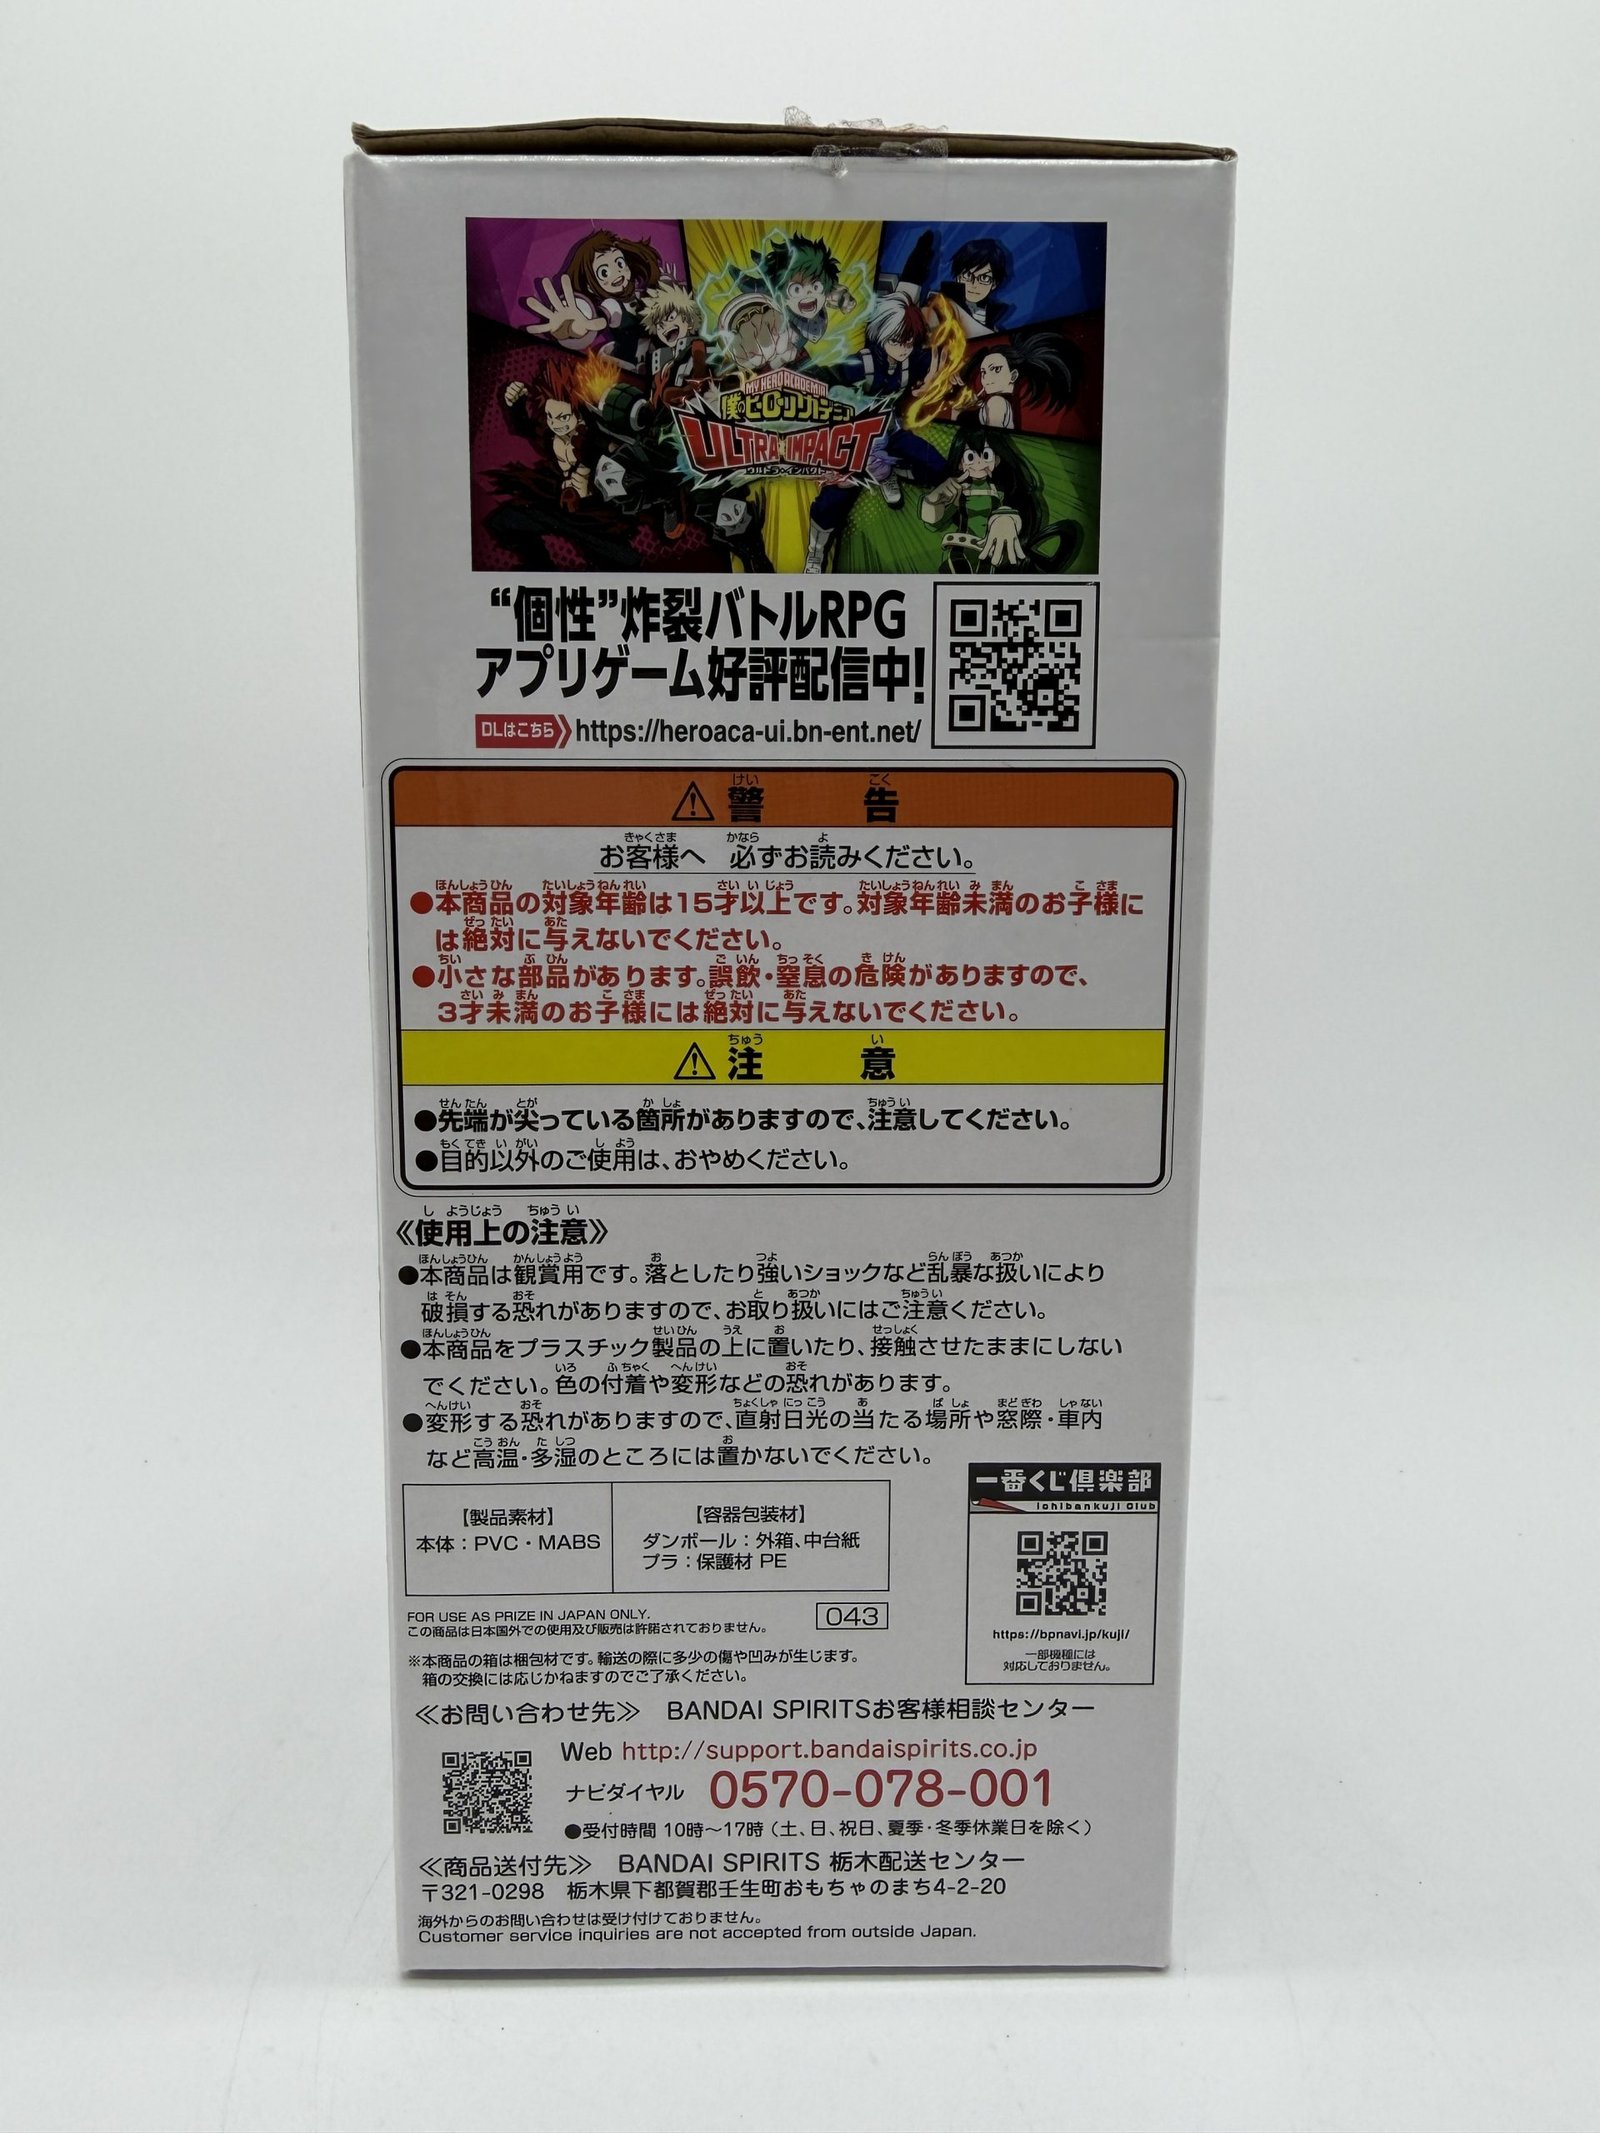 MY HERO ACADEMIA
僕のヒーローアカデミア
ULTRA IMPACT
ウルトラインパクト
“個性”炸裂バトルRPG
アプリゲーム好評配信中!
DLはこちら https://heroaca-ui.bn-ent.net/
⚠警告
お客様へ 必ずお読みください。
●本商品の対象年齢は15才以上です。対象年齢未満のお子様に
は絶対に与えないでください。
●小さな部品があります。誤飲・窒息の危険がありますので、
3才未満のお子様には絶対に与えないでください。
⚠注意
●先端が尖っている箇所がありますので、注意してください。
●目的以外のご使用は、おやめください。
《使用上の注意》
●本商品は観賞用です。落としたり強いショックなど乱暴な扱いにより
破損する恐れがありますので、お取り扱いにはご注意ください。
●本商品をプラスチック製品の上に置いたり、接触させたままにしない
でください。色の付着や変形などの恐れがあります。
●変形する恐れがありますので、直射日光の当たる場所や窓際・車内
など高温・多湿のところには置かないでください。
【製品素材】
本体：PVC・MABS
【容器包装材】
ダンボール：外箱、中台紙
プラ：保護材 PE
一番くじ倶楽部
ichibankuji Club
https://bpnavi.jp/kuji/
一部機種には
対応しておりません。
FOR USE AS PRIZE IN JAPAN ONLY.
この商品は日本国外での使用及び販売は許諾されておりません。
043
※本商品の箱は梱包材です。輸送の際に多少の傷や凹みが生じます。
箱の交換には応じかねますのでご了承ください。
≪お問い合わせ先≫ BANDAI SPIRITSお客様相談センター
Web http://support.bandaispirits.co.jp
ナビダイヤル 0570-078-001
●受付時間 10時～17時（土、日、祝日、夏季・冬季休業日を除く）
≪商品送付先≫ BANDAI SPIRITS 栃木配送センター
〒321-0298 栃木県下都賀郡壬生町おもちゃのまち4-2-20
海外からのお問い合わせは受け付けておりません。
Customer service inquiries are not accepted from outside Japan.